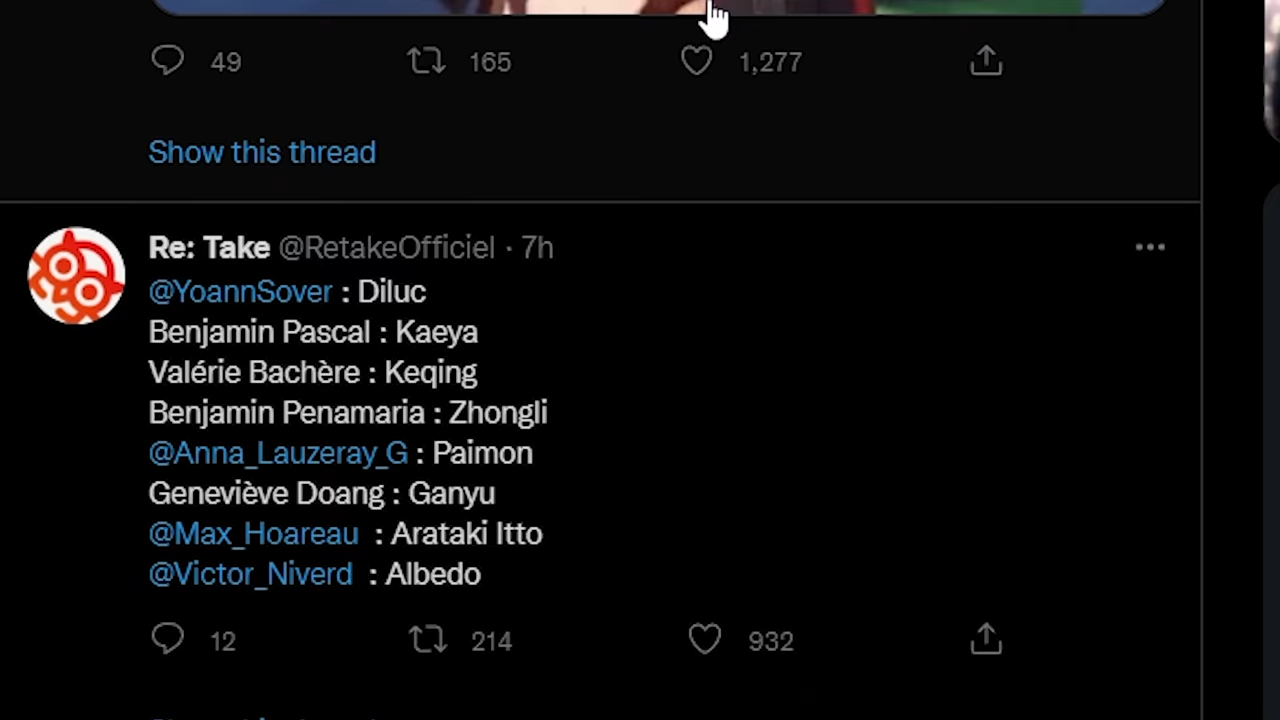 49 165 1,277
Show this thread
Re: Take @RetakeOfficiel · 7h
@YoannSover : Diluc
Benjamin Pascal : Kaeya
Valérie Bachère : Keqing
Benjamin Penamaria : Zhongli
@Anna_Lauzeray_G : Paimon
Geneviève Doang : Ganyu
@Max_Hoareau : Arataki Itto
@Victor_Niverd : Albedo
12 214 932